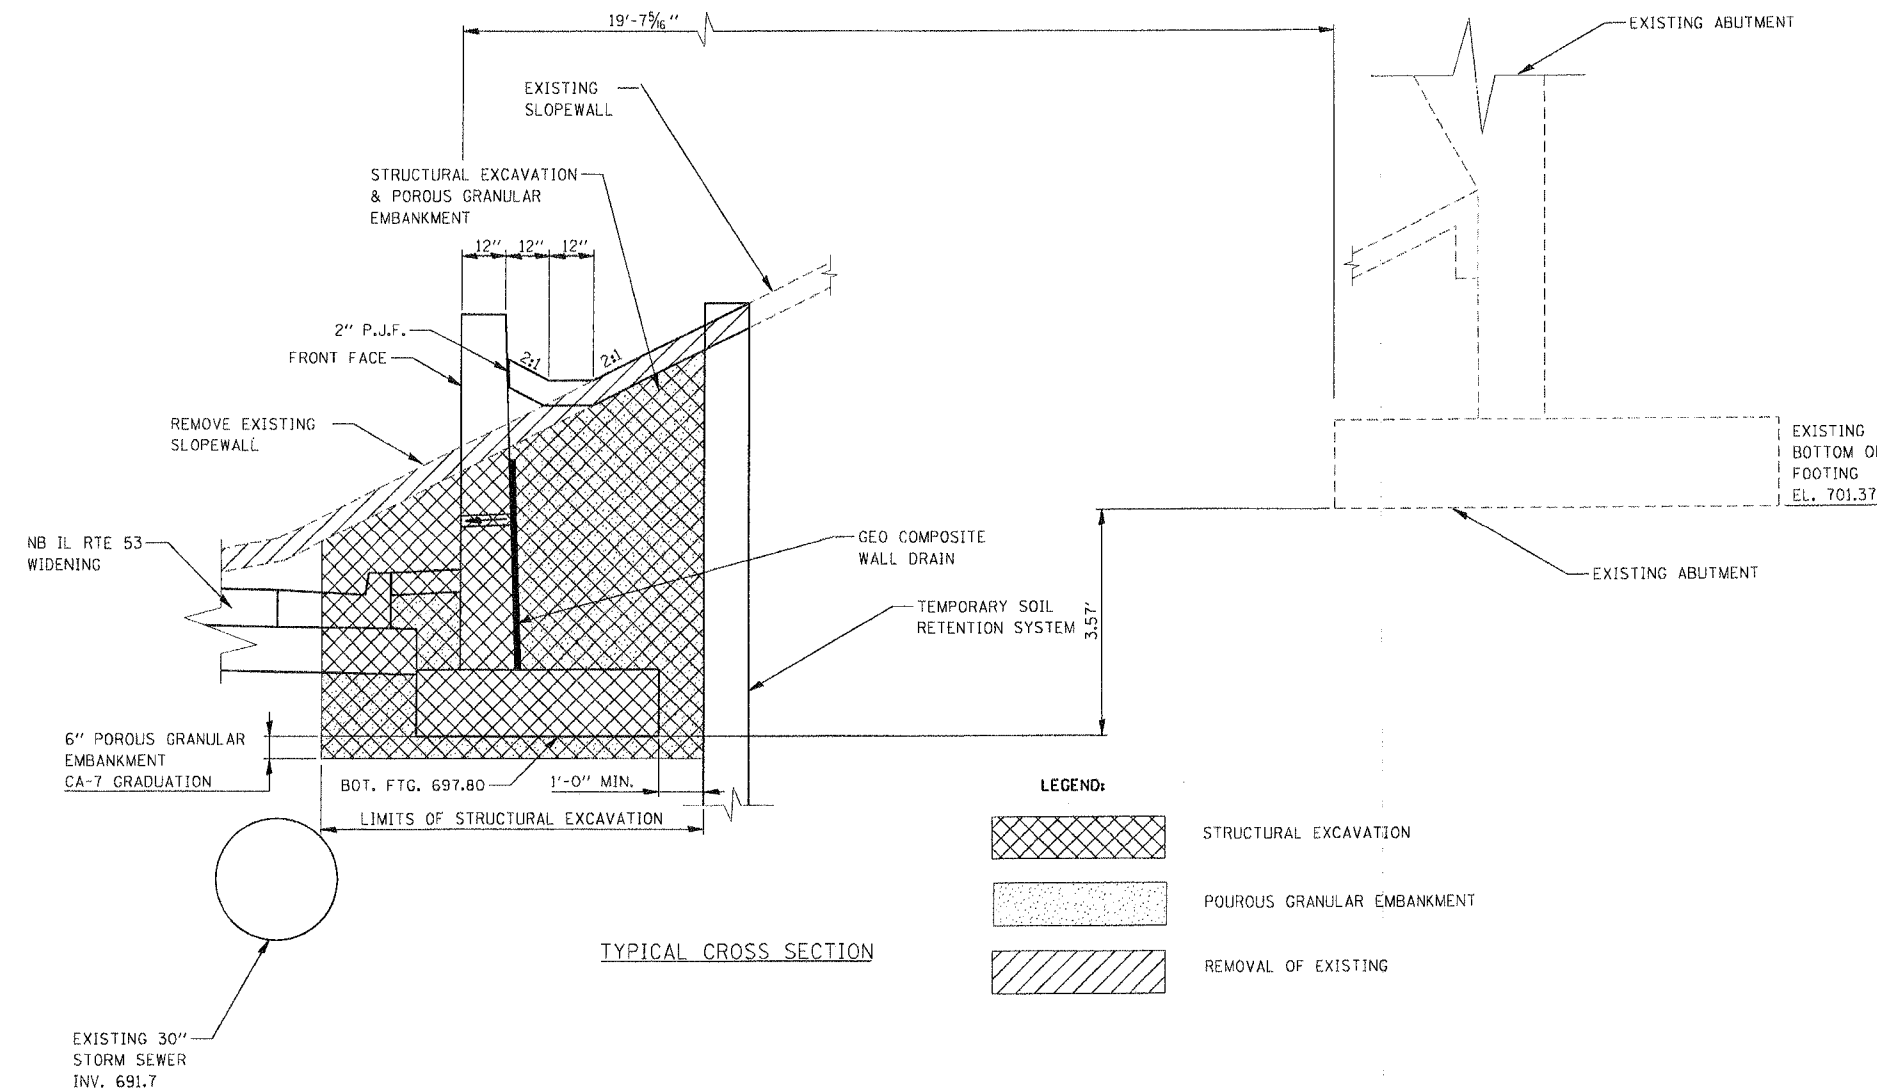 19'-7 5/16"
EXISTING ABUTMENT
EXISTING
SLOPEWALL
STRUCTURAL EXCAVATION
& POROUS GRANULAR
EMBANKMENT
12" 12" 12"
2" P.J.F.
2:1 2:1
FRONT FACE
REMOVE EXISTING
SLOPEWALL
EXISTING
BOTTOM OF
FOOTING
EL. 701.37
NB IL RTE 53
WIDENING
GEO COMPOSITE
WALL DRAIN
EXISTING ABUTMENT
TEMPORARY SOIL
RETENTION SYSTEM
3.57'
6" POROUS GRANULAR
EMBANKMENT
CA-7 GRADUATION
BOT. FTG. 697.80
1'-0" MIN.
LIMITS OF STRUCTURAL EXCAVATION
LEGEND:
STRUCTURAL EXCAVATION
POUROUS GRANULAR EMBANKMENT
REMOVAL OF EXISTING
TYPICAL CROSS SECTION
EXISTING 30"
STORM SEWER
INV. 691.7